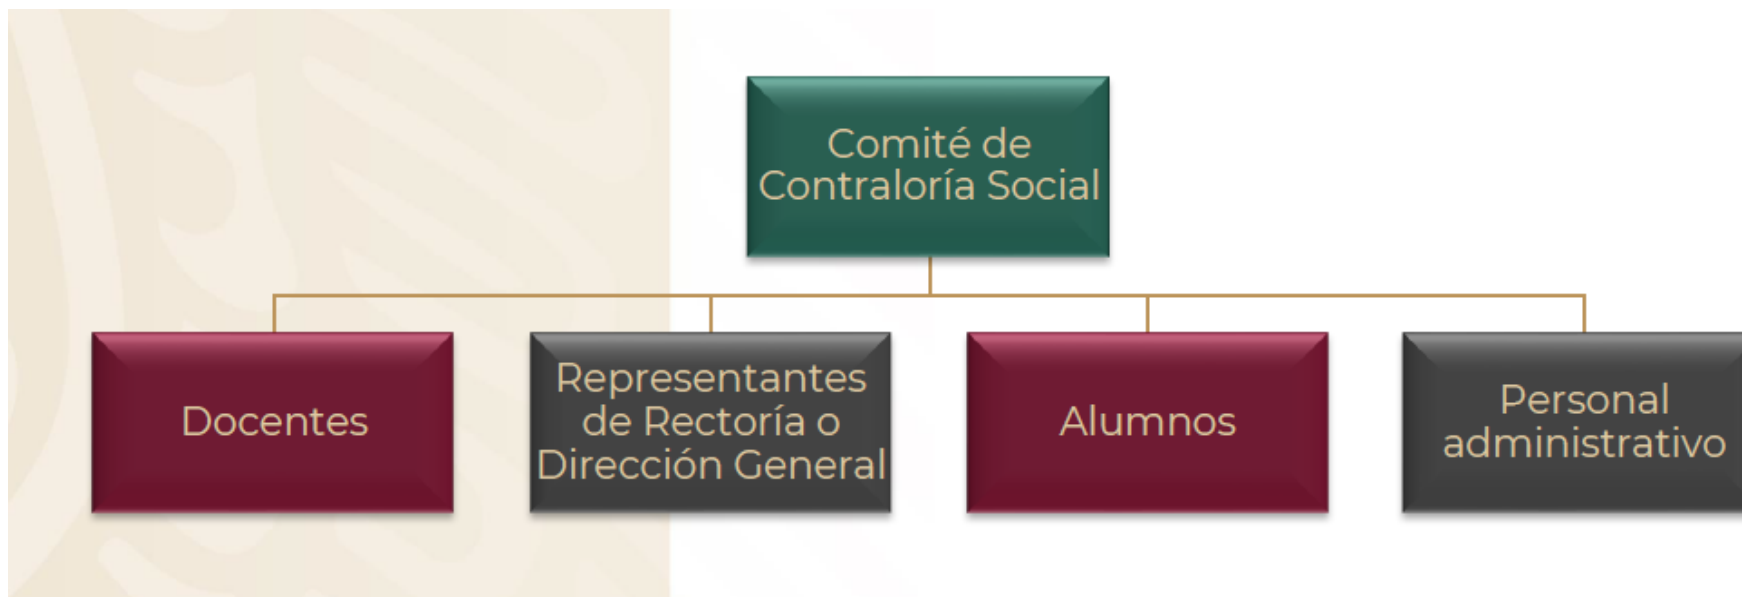 Comité de
Contraloría Social
Docentes
Representantes
de Rectoría o
Dirección General
Alumnos
Personal
administrativo